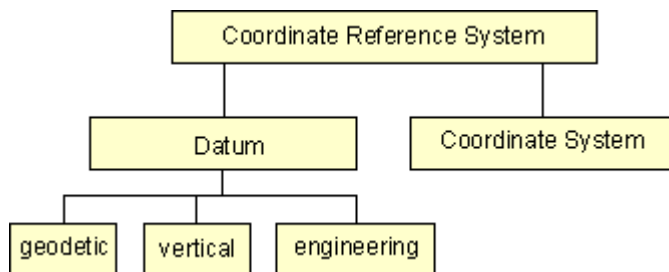 Coordinate Reference System
Datum
Coordinate System
geodetic
vertical
engineering